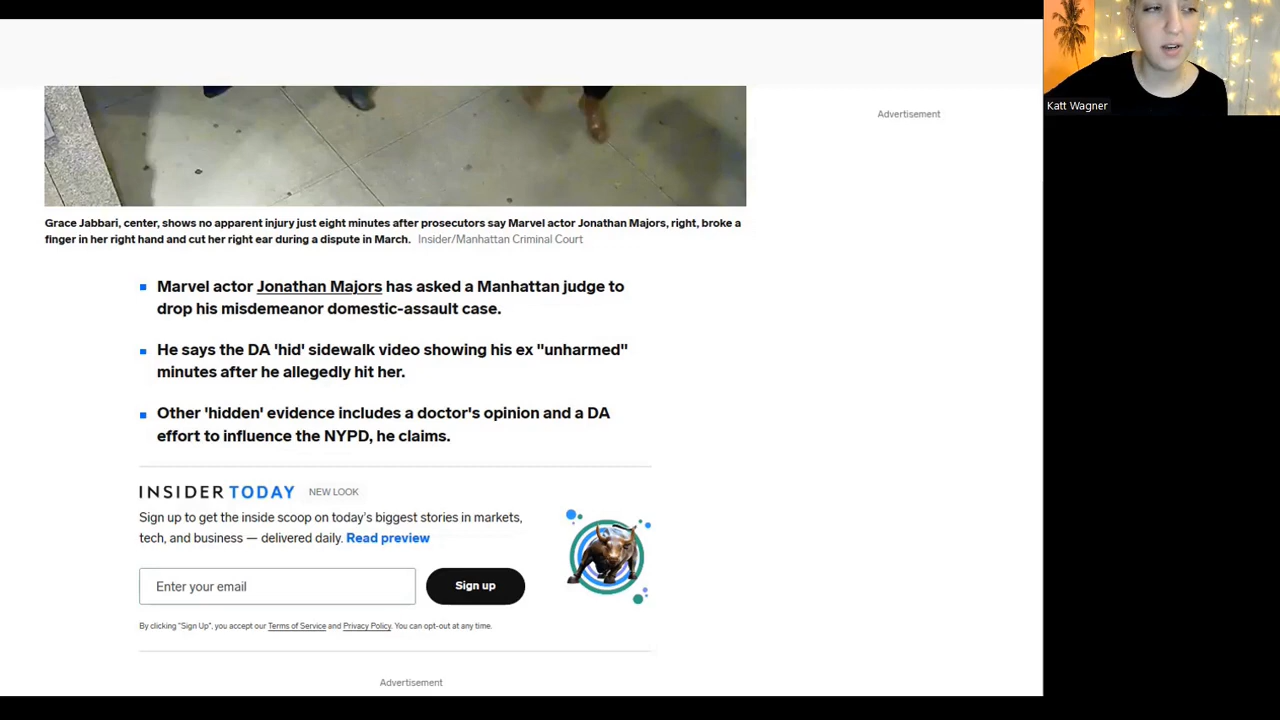 Advertisement
Katt Wagner
Grace Jabbari, center, shows no apparent injury just eight minutes after prosecutors say Marvel actor Jonathan Majors, right, broke a
finger in her right hand and cut her right ear during a dispute in March. Insider/Manhattan Criminal Court
Marvel actor Jonathan Majors has asked a Manhattan judge to
drop his misdemeanor domestic-assault case.
He says the DA 'hid' sidewalk video showing his ex "unharmed"
minutes after he allegedly hit her.
Other 'hidden' evidence includes a doctor's opinion and a DA
effort to influence the NYPD, he claims.
INSIDER TODAY NEW LOOK
Sign up to get the inside scoop on today's biggest stories in markets,
tech, and business — delivered daily. Read preview
Enter your email
Sign up
By clicking "Sign Up", you accept our Terms of Service and Privacy Policy. You can opt-out at any time.
Advertisement